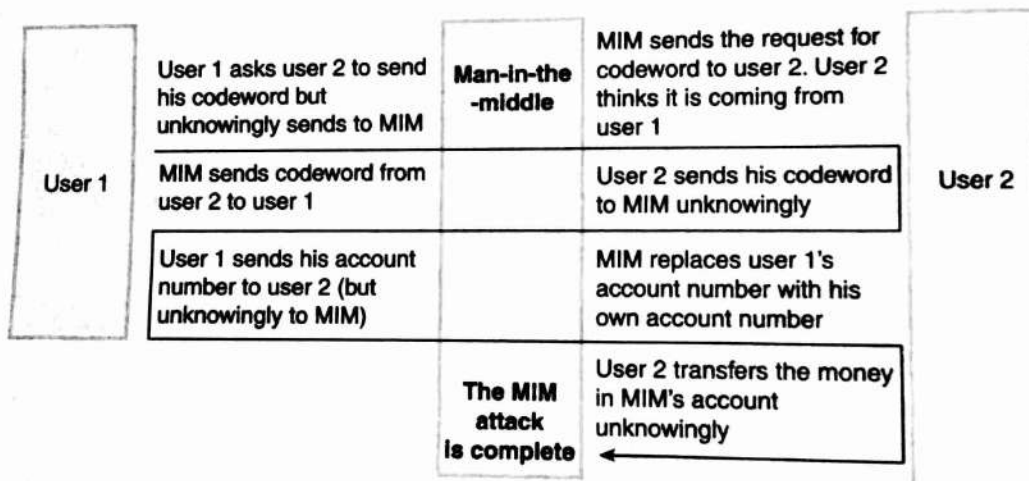 User 1 asks user 2 to send
his codeword but
unknowingly sends to MIM
Man-in-the
-middle
MIM sends the request for
codeword to user 2. User 2
thinks it is coming from
user 1
User 1
MIM sends codeword from
user 2 to user 1
User 2 sends his codeword
to MIM unknowingly
User 2
User 1 sends his account
number to user 2 (but
unknowingly to MIM)
MIM replaces user 1's
account number with his
own account number
The MIM
attack
is complete
User 2 transfers the money
in MIM's account
unknowingly